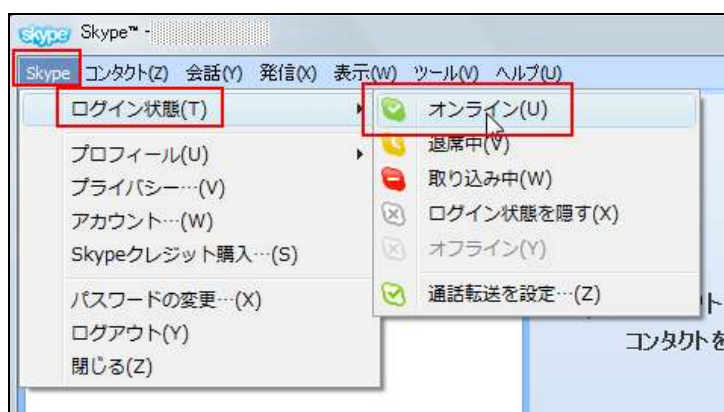 skype Skype™ -
Skype コンタクト(Z) 会話(Y) 発信(X) 表示(W) ツール(V) ヘルプ(U)
ログイン状態(T)
プロフィール(U)
プライバシー…(V)
アカウント…(W)
Skypeクレジット購入…(S)
パスワードの変更…(X)
ログアウト(Y)
閉じる(Z)
オンライン(U)
退席中(V)
取り込み中(W)
ログイン状態を隠す(X)
オフライン(Y)
通話転送を設定…(Z)
ト
コンタクトを